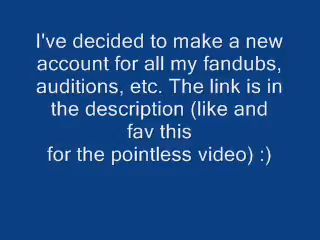 I've decided to make a new
account for all my fandubs,
auditions, etc. The link is in
the description (like and
fav this
for the pointless video) :)